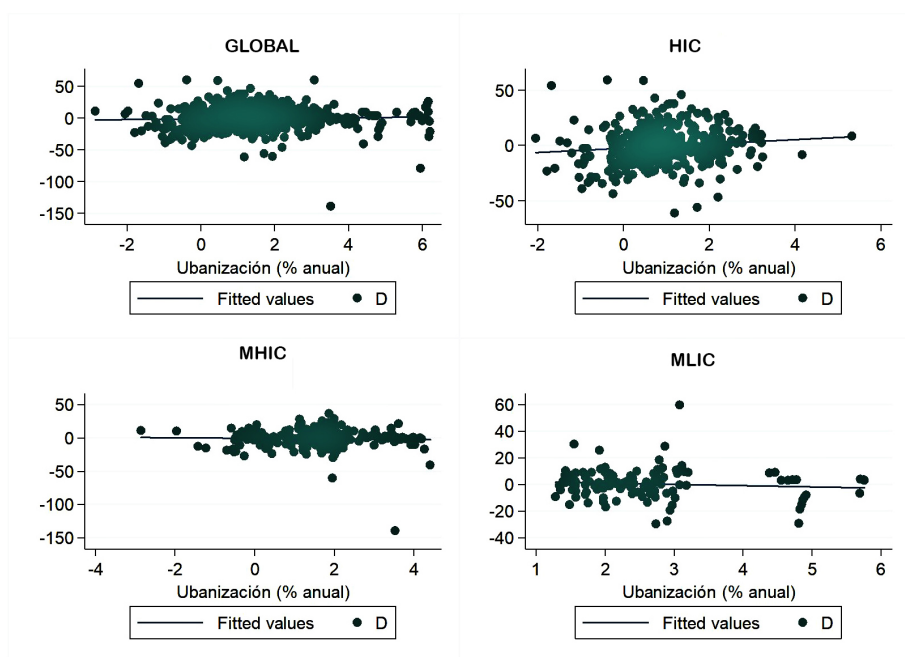 GLOBAL
50
0
-50
-100
-150
-2 0 2 4 6
Ubanización (% anual)
Fitted values D
HIC
50
0
-50
-2 0 2 4 6
Ubanización (% anual)
Fitted values D
MHIC
50
0
-50
-100
-150
-4 -2 0 2 4
Ubanización (% anual)
Fitted values D
MLIC
60
40
20
0
-20
-40
1 2 3 4 5 6
Ubanización (% anual)
Fitted values D